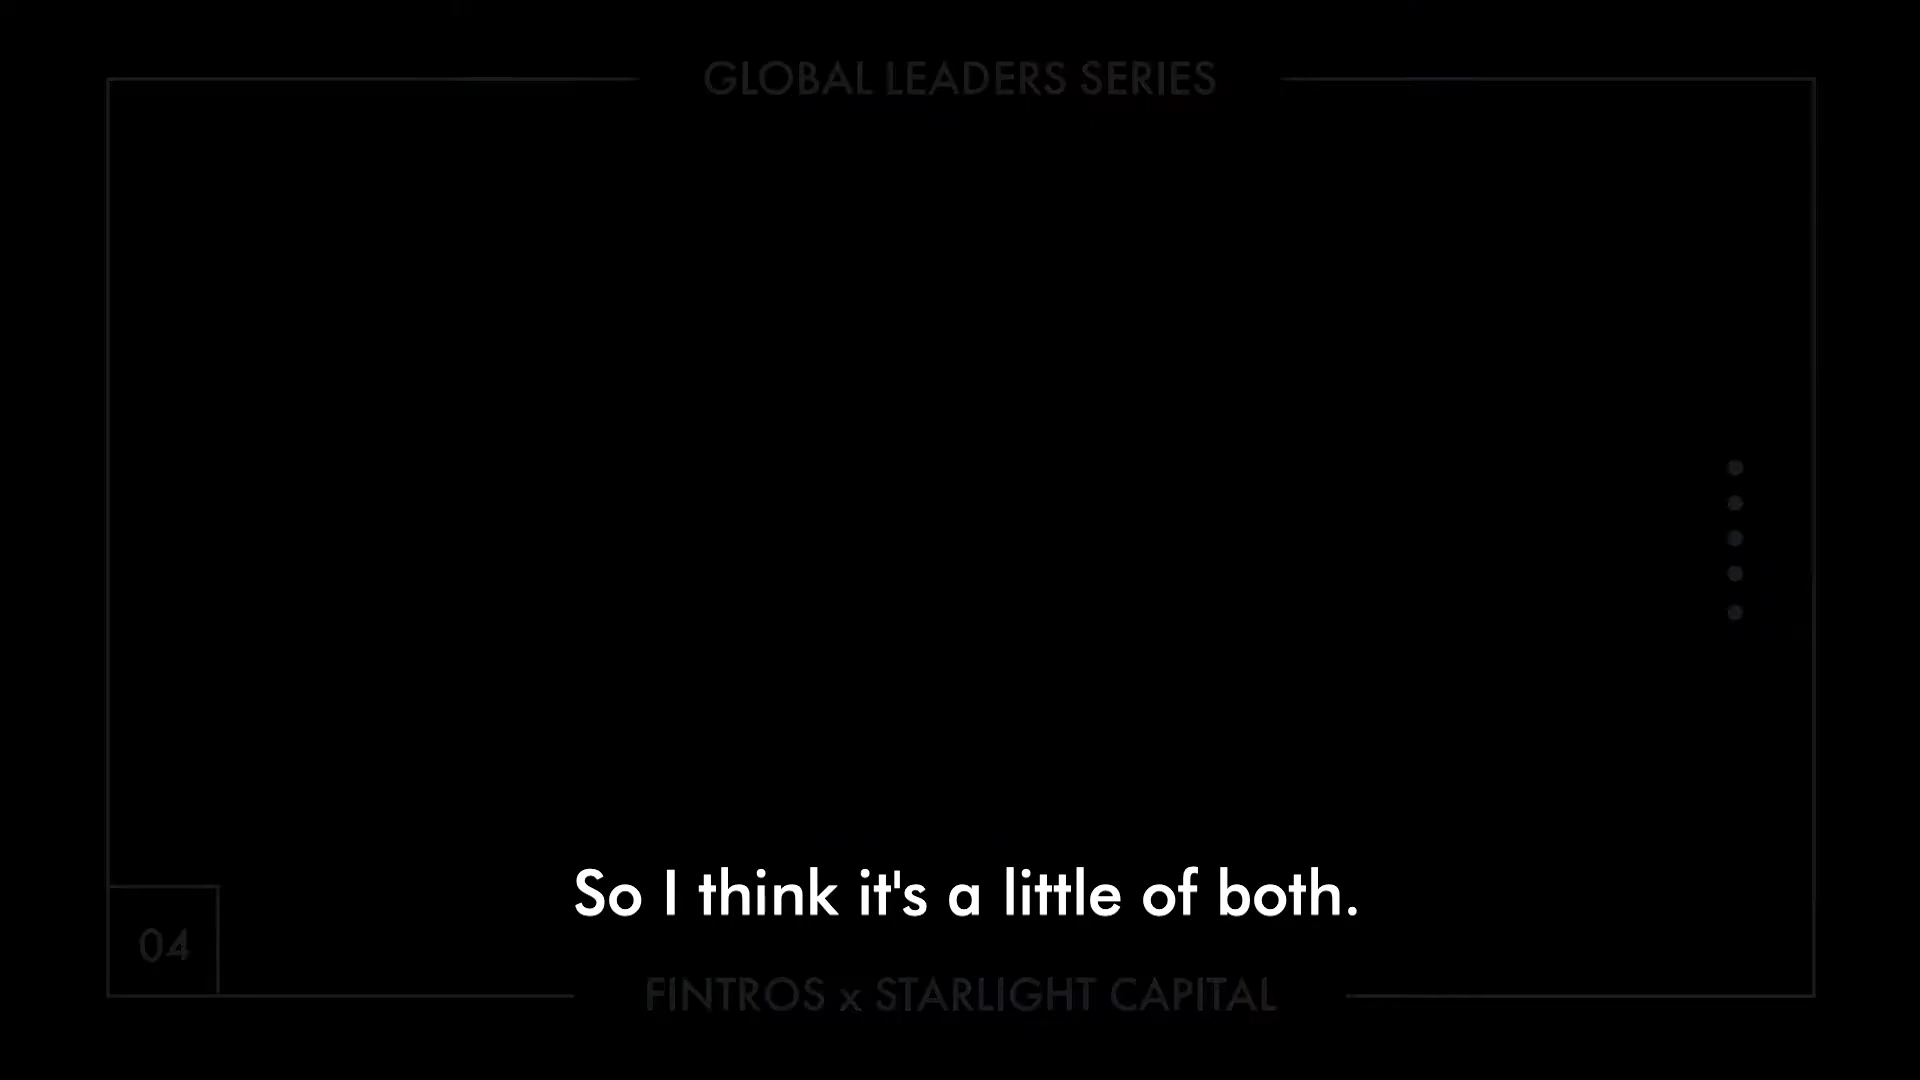 GLOBAL LEADERS SERIES
So I think it's a little of both.
04
FINTROS x STARLIGHT CAPITAL